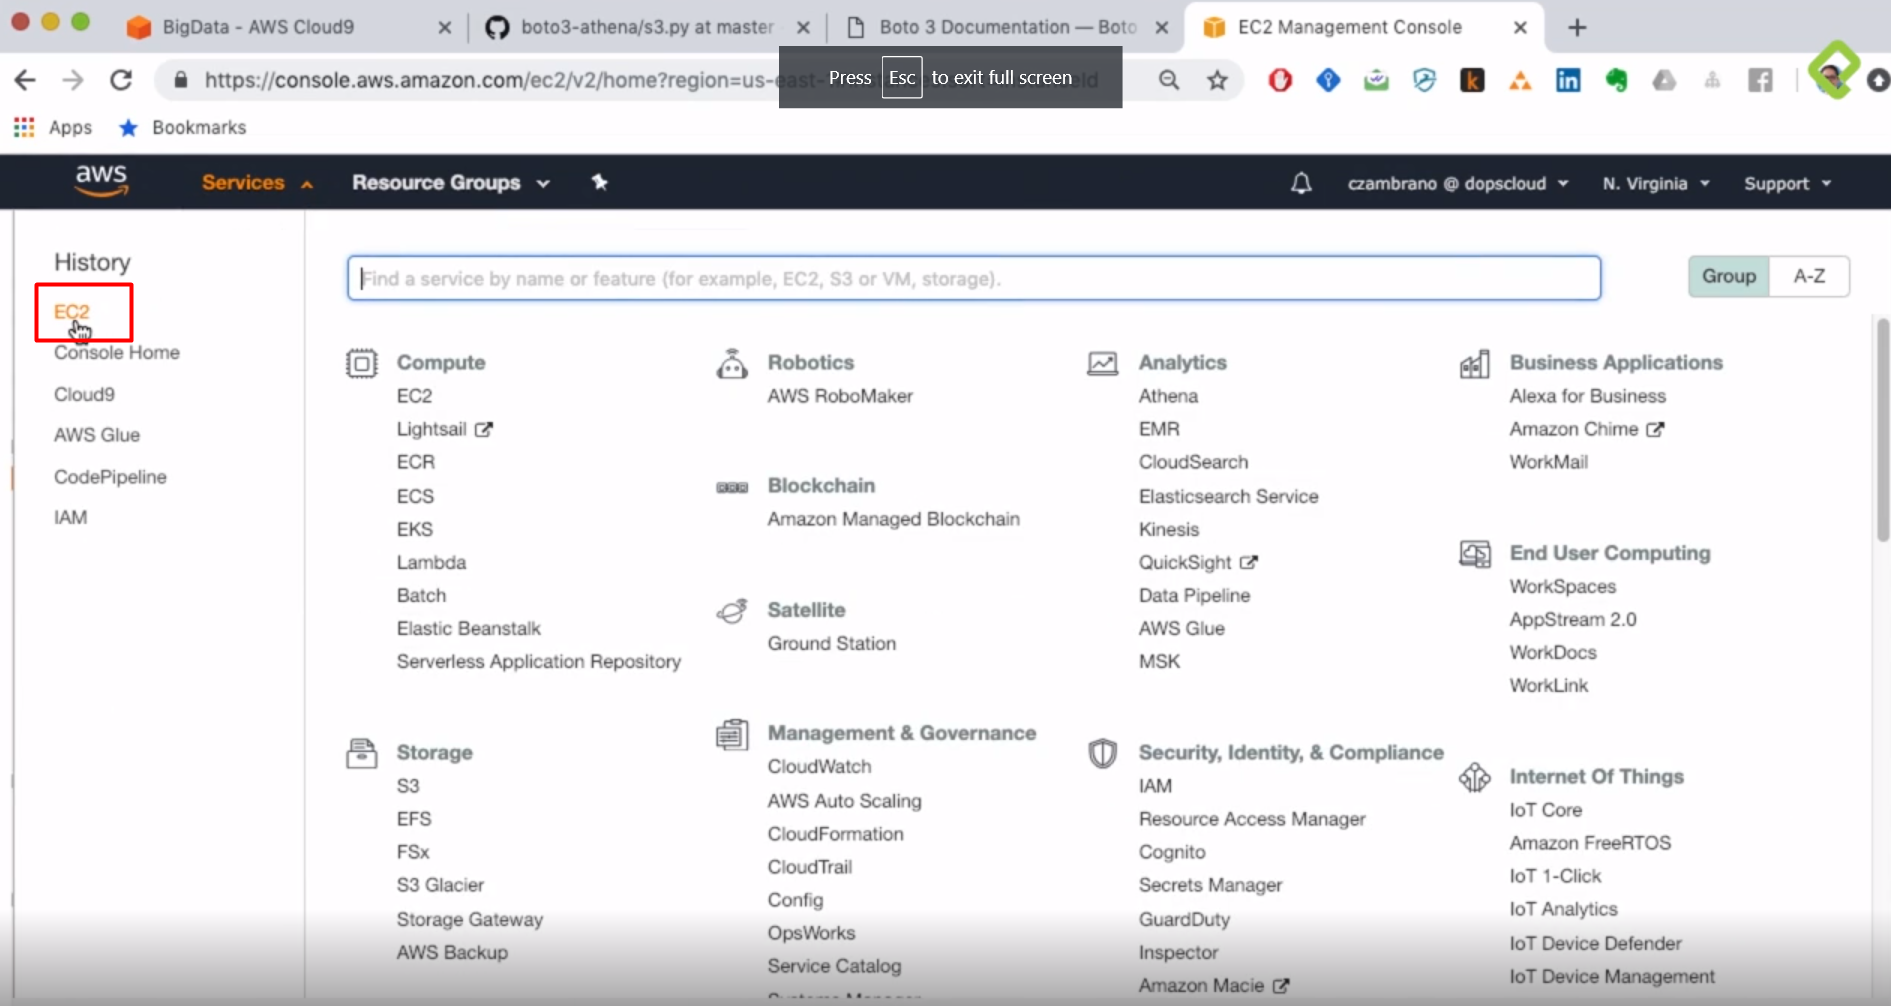 BigData - AWS Cloud9
boto3-athena/s3.py at master
Boto 3 Documentation — Boto
EC2 Management Console
Press Esc to exit full screen
https://console.aws.amazon.com/ec2/v2/home?region=us-east-
Apps
Bookmarks
aws
Services
Resource Groups
czambrano @ dopscloud
N. Virginia
Support
History
EC2
Console Home
Cloud9
AWS Glue
CodePipeline
IAM
Find a service by name or feature (for example, EC2, S3 or VM, storage).
Group
A-Z
Compute
EC2
Lightsail
ECR
ECS
EKS
Lambda
Batch
Elastic Beanstalk
Serverless Application Repository
Storage
S3
EFS
FSx
S3 Glacier
Storage Gateway
AWS Backup
Robotics
AWS RoboMaker
Blockchain
Amazon Managed Blockchain
Satellite
Ground Station
Management & Governance
CloudWatch
AWS Auto Scaling
CloudFormation
CloudTrail
Config
OpsWorks
Service Catalog
Analytics
Athena
EMR
CloudSearch
Elasticsearch Service
Kinesis
QuickSight
Data Pipeline
AWS Glue
MSK
Security, Identity, & Compliance
IAM
Resource Access Manager
Cognito
Secrets Manager
GuardDuty
Inspector
Amazon Macie
Business Applications
Alexa for Business
Amazon Chime
WorkMail
End User Computing
WorkSpaces
AppStream 2.0
WorkDocs
WorkLink
Internet Of Things
IoT Core
Amazon FreeRTOS
IoT 1-Click
IoT Analytics
IoT Device Defender
IoT Device Management